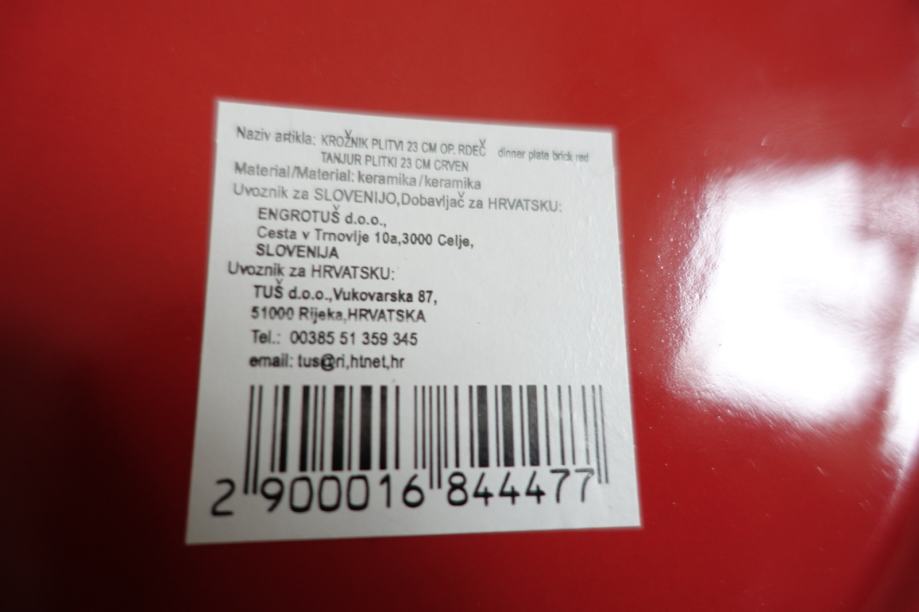 Naziv artikla: KROŽNIK PLITVI 23 CM OP. RDEČ dinner plate brick red
TANJUR PLITKI 23 CM CRVEN
Material/Material: keramika/keramika
Uvoznik za SLOVENIJO,Dobavljač za HRVATSKU:
ENGROTUŠ d.o.o.,
Cesta v Trnovlje 10a,3000 Celje,
SLOVENIJA
Uvoznik za HRVATSKU:
TUŠ d.o.o.,Vukovarska 87,
51000 Rijeka,HRVATSKA
Tel.: 00385 51 359 345
email: tus@ri,htnet,hr
2 900016 844477